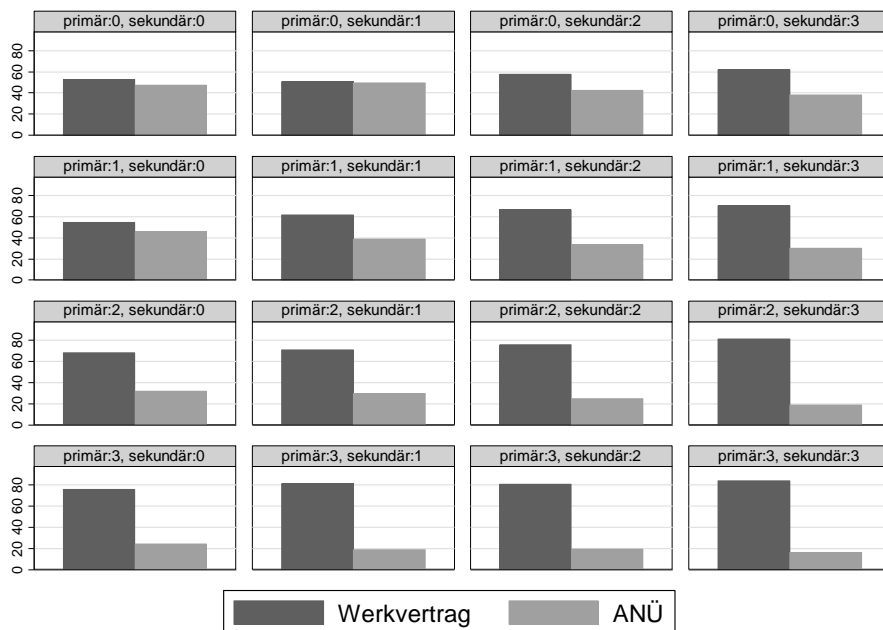 primär:0, sekundär:0 primär:0, sekundär:1 primär:0, sekundär:2 primär:0, sekundär:3
0 20 40 60 80
primär:1, sekundär:0 primär:1, sekundär:1 primär:1, sekundär:2 primär:1, sekundär:3
0 20 40 60 80
primär:2, sekundär:0 primär:2, sekundär:1 primär:2, sekundär:2 primär:2, sekundär:3
0 20 40 60 80
primär:3, sekundär:0 primär:3, sekundär:1 primär:3, sekundär:2 primär:3, sekundär:3
0 20 40 60 80
Werkvertrag ANÜ